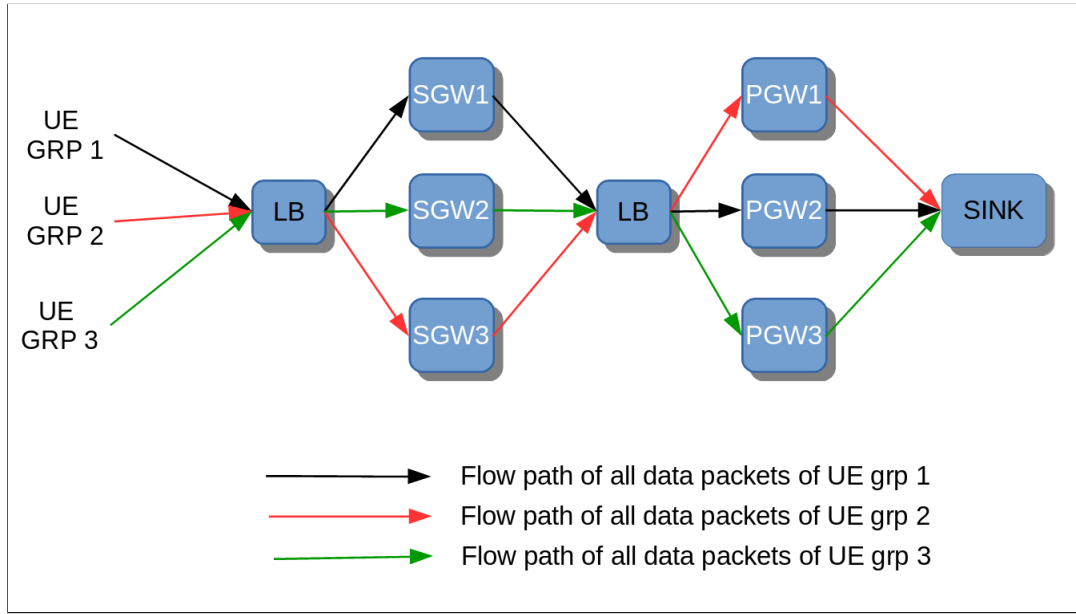 UE
GRP 1
UE
GRP 2
UE
GRP 3
LB
SGW1
SGW2
SGW3
LB
PGW1
PGW2
PGW3
SINK
Flow path of all data packets of UE grp 1
Flow path of all data packets of UE grp 2
Flow path of all data packets of UE grp 3